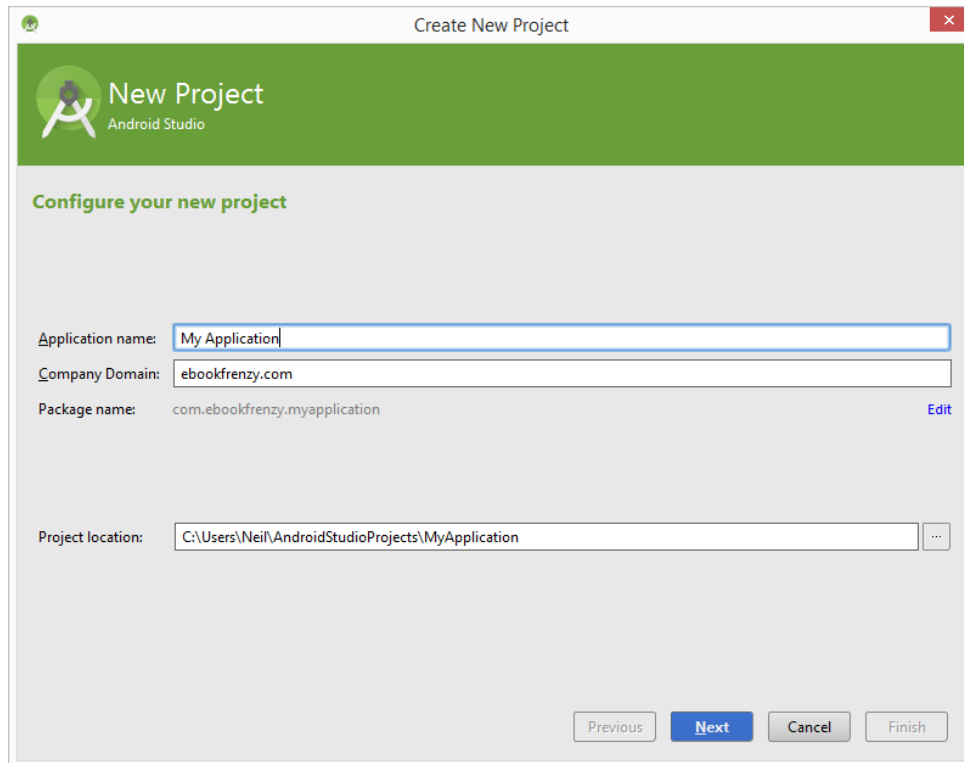 Create New Project
New Project
Android Studio
Configure your new project
Application name: My Application
Company Domain: ebookfrenzy.com
Package name: com.ebookfrenzy.myapplication Edit
Project location: C:\Users\Neil\AndroidStudioProjects\MyApplication ...
Previous Next Cancel Finish